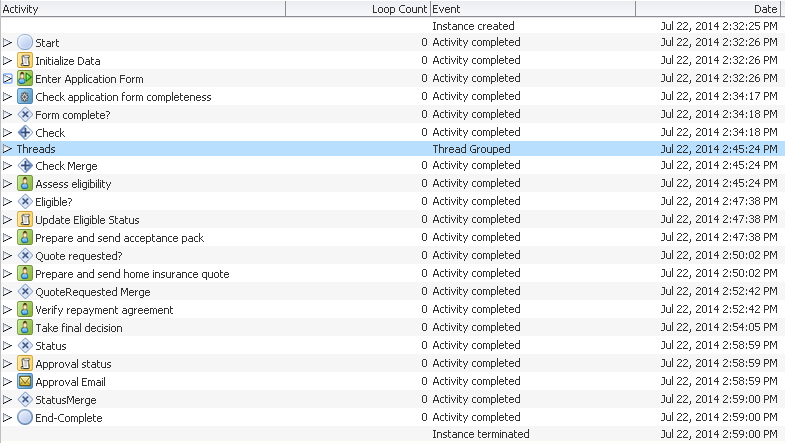 Activity Loop Count Event Date
Instance created Jul 22, 2014 2:32:25 PM
Start 0 Activity completed Jul 22, 2014 2:32:26 PM
Initialize Data 0 Activity completed Jul 22, 2014 2:32:26 PM
Enter Application Form 0 Activity completed Jul 22, 2014 2:32:26 PM
Check application form completeness 0 Activity completed Jul 22, 2014 2:34:17 PM
Form complete? 0 Activity completed Jul 22, 2014 2:34:18 PM
Check 0 Activity completed Jul 22, 2014 2:34:18 PM
Threads Thread Grouped Jul 22, 2014 2:45:24 PM
Check Merge 0 Activity completed Jul 22, 2014 2:45:24 PM
Assess eligibility 0 Activity completed Jul 22, 2014 2:45:24 PM
Eligible? 0 Activity completed Jul 22, 2014 2:47:38 PM
Update Eligible Status 0 Activity completed Jul 22, 2014 2:47:38 PM
Prepare and send acceptance pack 0 Activity completed Jul 22, 2014 2:47:38 PM
Quote requested? 0 Activity completed Jul 22, 2014 2:50:02 PM
Prepare and send home insurance quote 0 Activity completed Jul 22, 2014 2:50:02 PM
QuoteRequested Merge 0 Activity completed Jul 22, 2014 2:52:42 PM
Verify repayment agreement 0 Activity completed Jul 22, 2014 2:52:42 PM
Take final decision 0 Activity completed Jul 22, 2014 2:54:05 PM
Status 0 Activity completed Jul 22, 2014 2:58:59 PM
Approval status 0 Activity completed Jul 22, 2014 2:58:59 PM
Approval Email 0 Activity completed Jul 22, 2014 2:58:59 PM
StatusMerge 0 Activity completed Jul 22, 2014 2:59:00 PM
End-Complete 0 Activity completed Jul 22, 2014 2:59:00 PM
Instance terminated Jul 22, 2014 2:59:00 PM